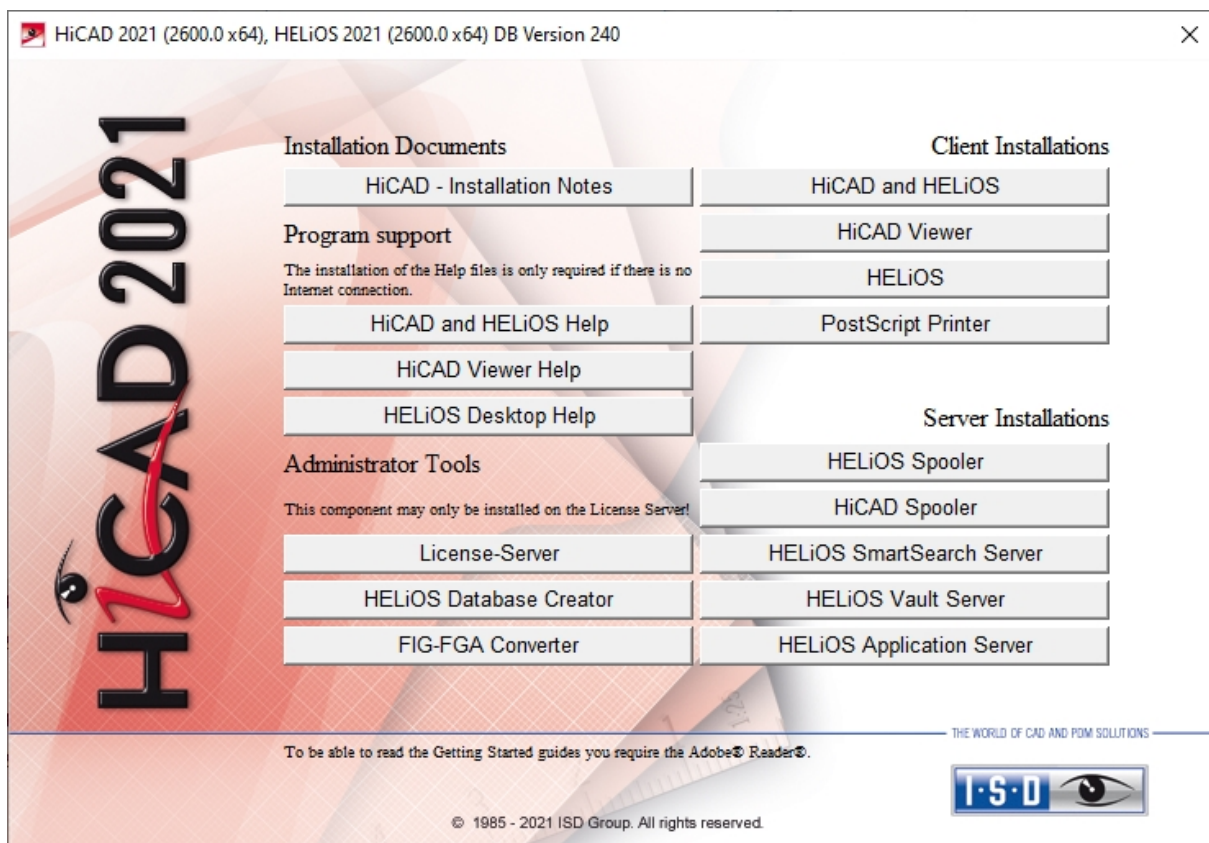 HiCAD 2021 (2600.0 x64), HELiOS 2021 (2600.0 x64) DB Version 240
HiCAD 2021
Installation Documents
HiCAD - Installation Notes
Program support
The installation of the Help files is only required if there is no
Internet connection.
HiCAD and HELiOS Help
HiCAD Viewer Help
HELiOS Desktop Help
Administrator Tools
This component may only be installed on the License Server!
License-Server
HELiOS Database Creator
FIG-FGA Converter
Client Installations
HiCAD and HELiOS
HiCAD Viewer
HELiOS
PostScript Printer
Server Installations
HELiOS Spooler
HiCAD Spooler
HELiOS SmartSearch Server
HELiOS Vault Server
HELiOS Application Server
THE WORLD OF CAD AND PDM SOLUTIONS
To be able to read the Getting Started guides you require the Adobe® Reader®.
I·S·D
© 1985 - 2021 ISD Group. All rights reserved.